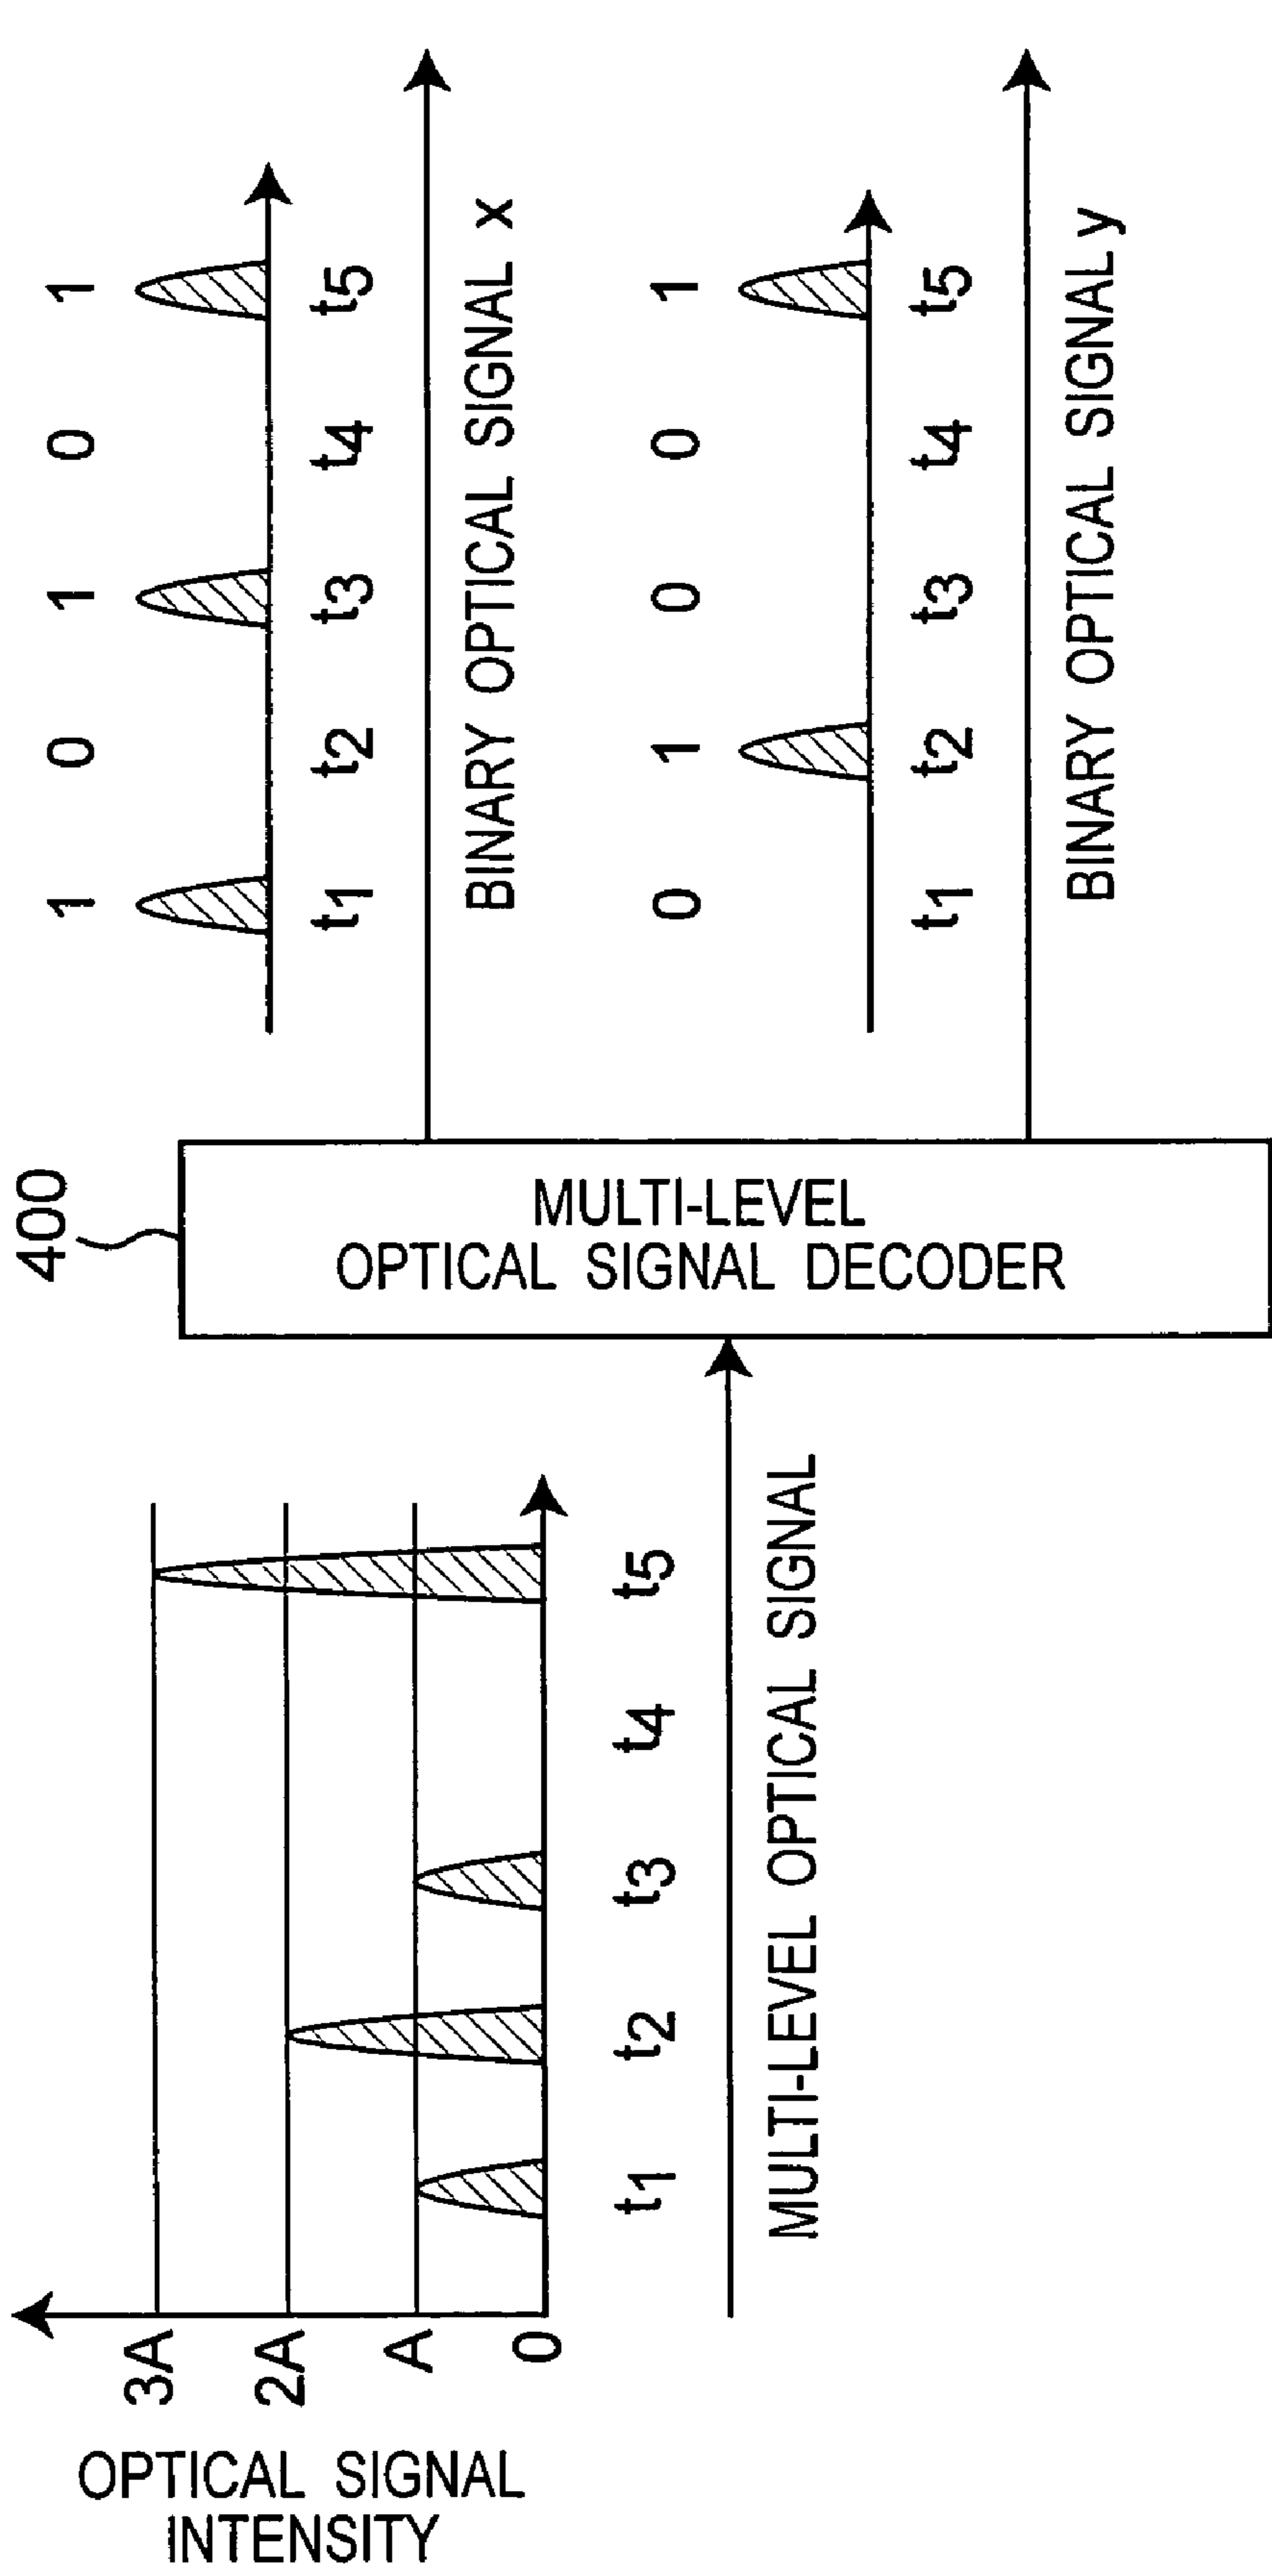 OPTICAL SIGNAL
INTENSITY
3A
2A
A
0
t1 t2 t3 t4 t5
MULTI-LEVEL OPTICAL SIGNAL
400
MULTI-LEVEL
OPTICAL SIGNAL DECODER
1 0 1 0 1
t1 t2 t3 t4 t5
BINARY OPTICAL SIGNAL x
0 1 0 0 1
t1 t2 t3 t4 t5
BINARY OPTICAL SIGNAL y